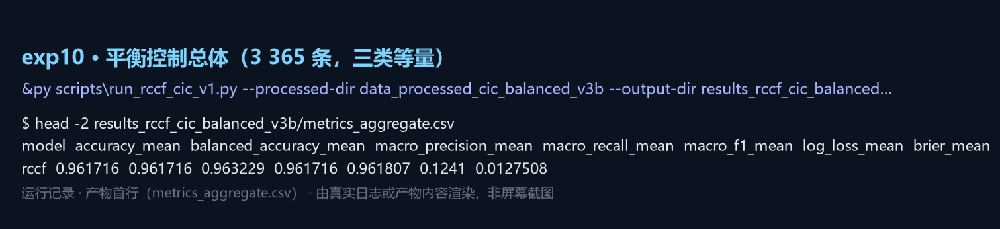 exp10 • 平衡控制总体（3 365 条，三类等量）
&py scripts\run_rccf_cic_v1.py --processed-dir data_processed_cic_balanced_v3b --output-dir results_rccf_cic_balanced…
$ head -2 results_rccf_cic_balanced_v3b/metrics_aggregate.csv
model accuracy_mean balanced_accuracy_mean macro_precision_mean macro_recall_mean macro_f1_mean log_loss_mean brier_mean
rccf 0.961716 0.961716 0.963229 0.961716 0.961807 0.1241 0.0127508
运行记录 · 产物首行（metrics_aggregate.csv） · 由真实日志或产物内容渲染，非屏幕截图